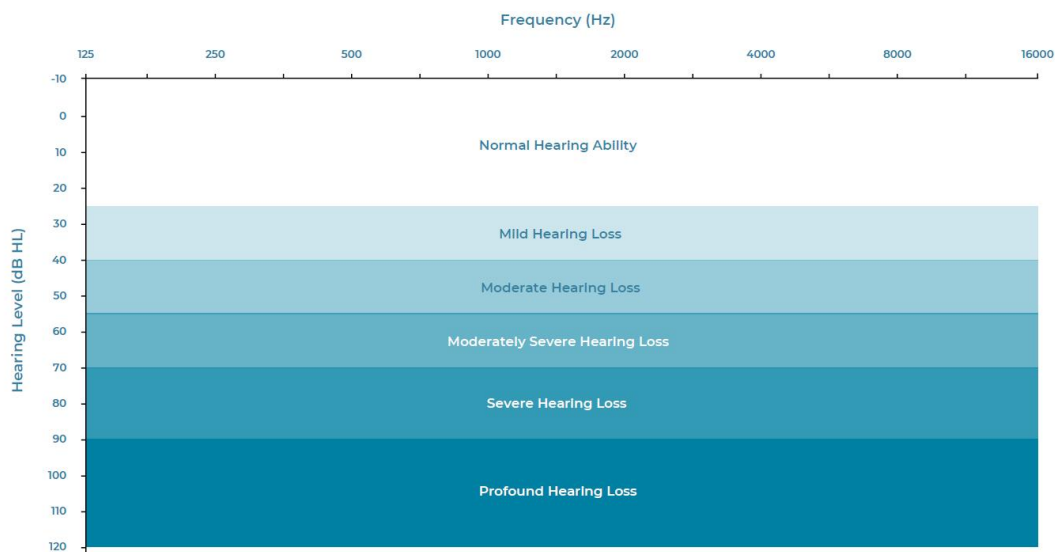 Frequency (Hz)
125 250 500 1000 2000 4000 8000 16000
-10
0
Normal Hearing Ability
10
20
30
Mild Hearing Loss
40
Moderate Hearing Loss
50
60
Moderately Severe Hearing Loss
70
80
Severe Hearing Loss
90
100
Profound Hearing Loss
110
120
Hearing Level (dB HL)